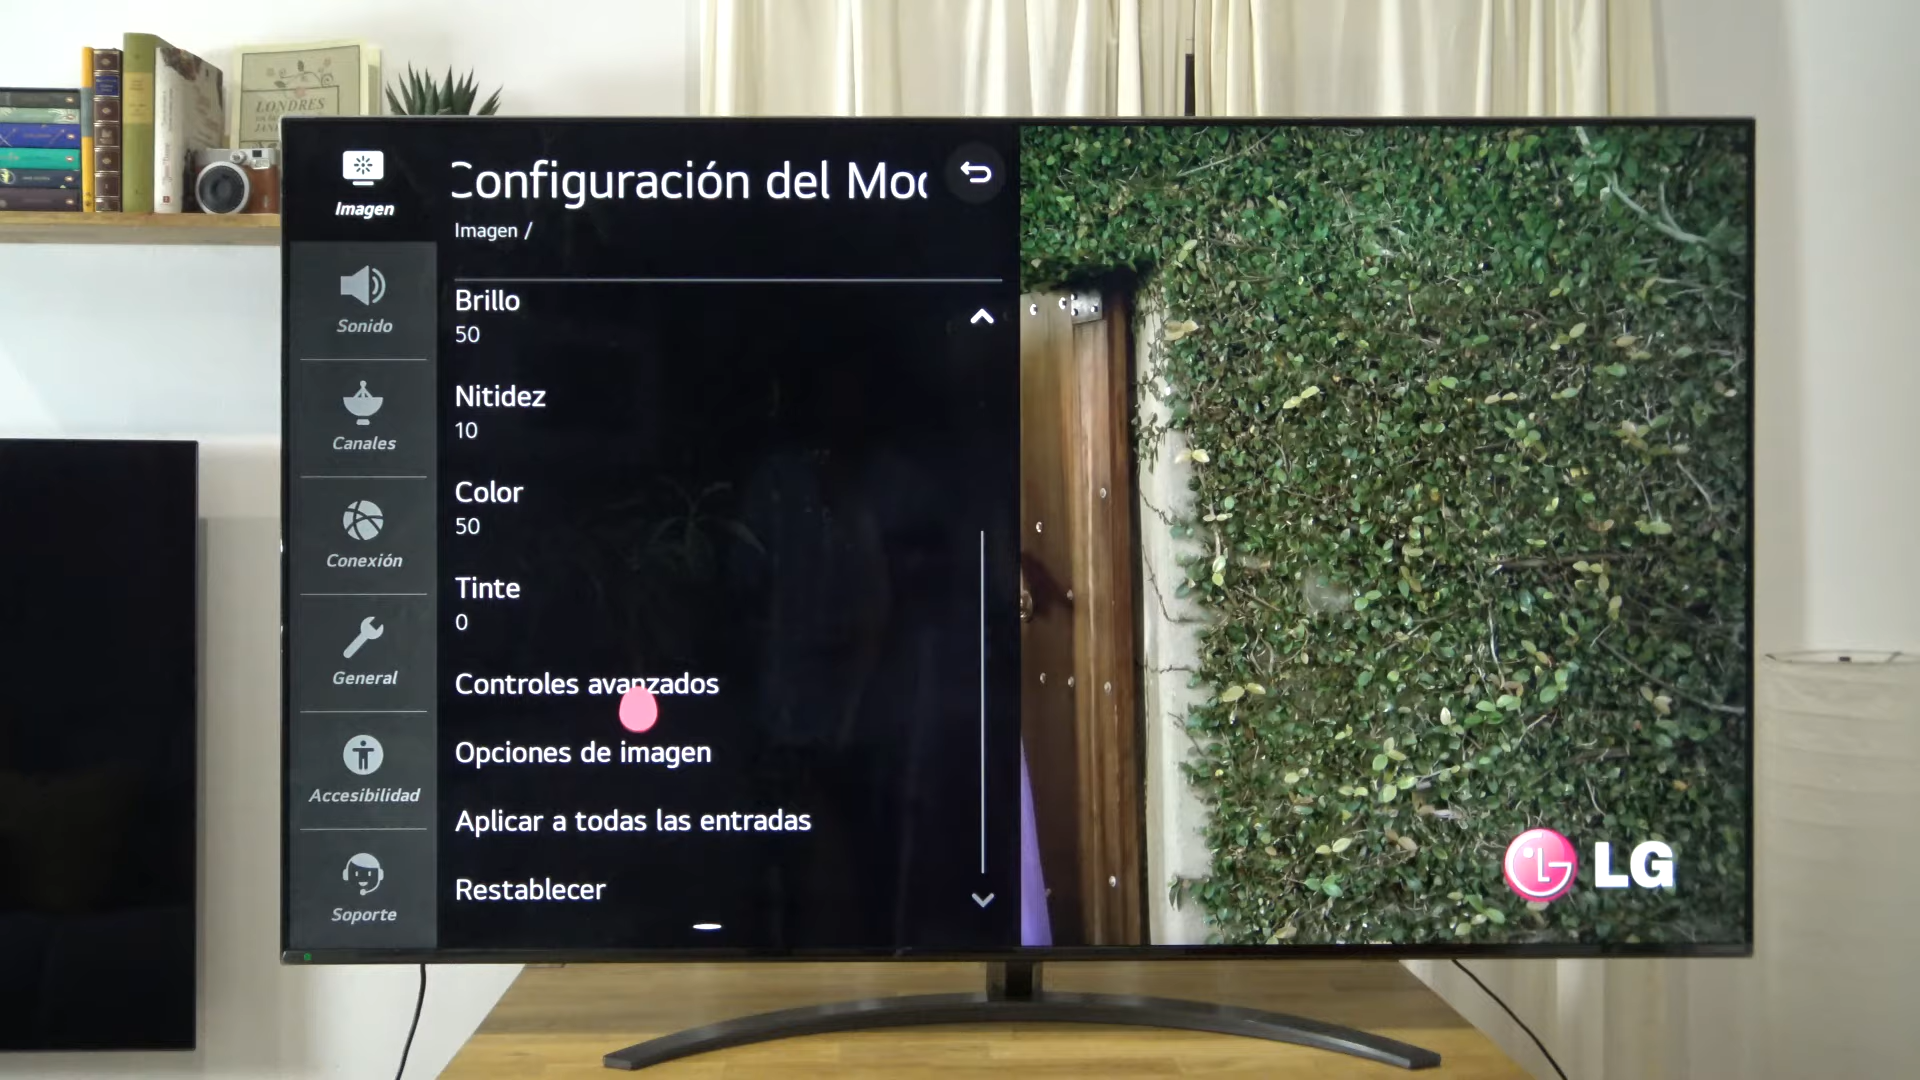 LONDRES
Imagen
Sonido
Canales
Conexión
General
Accesibilidad
Soporte
Configuración del Mo
Imagen /
Brillo
50
Nitidez
10
Color
50
Tinte
0
Controles avanzados
Opciones de imagen
Aplicar a todas las entradas
Restablecer
LG